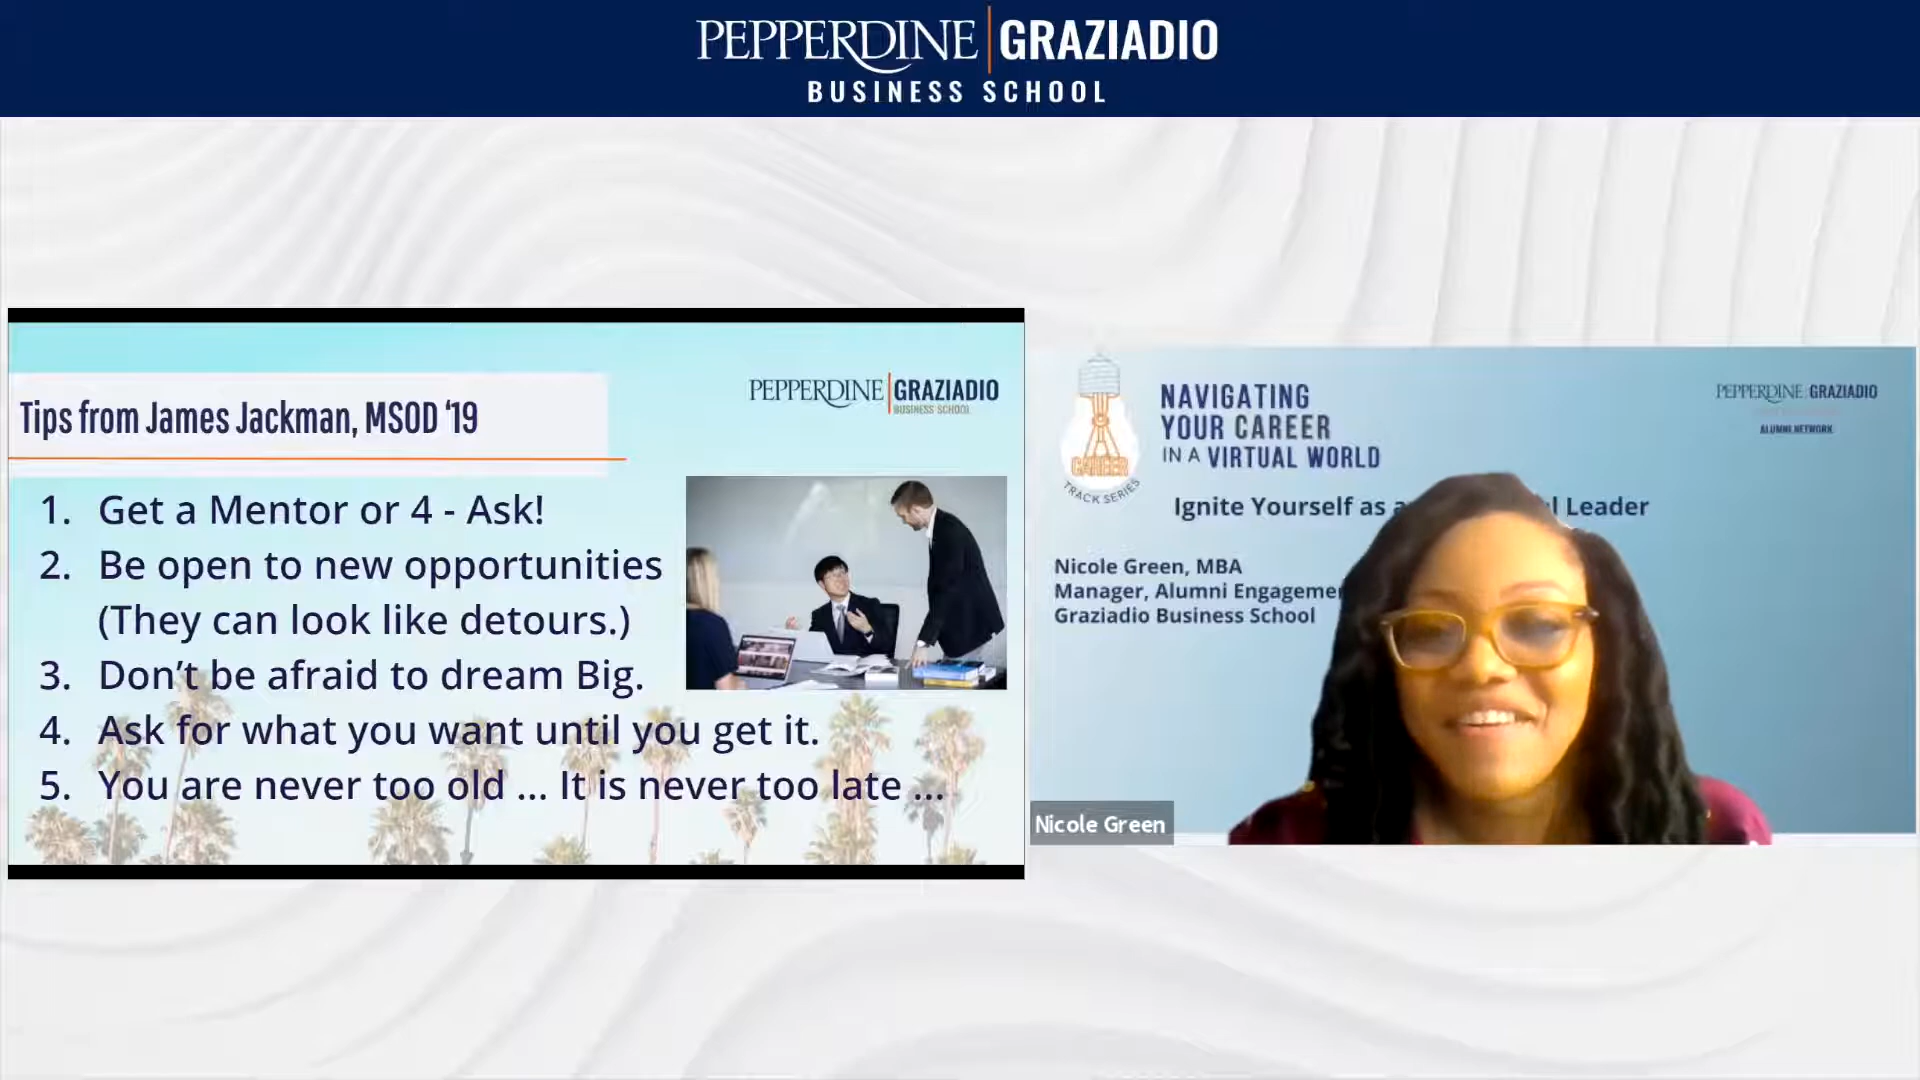 PEPPERDINE GRAZIADIO
BUSINESS SCHOOL
Tips from James Jackman, MSOD ‘19
PEPPERDINE GRAZIADIO
BUSINESS SCHOOL
1. Get a Mentor or 4 - Ask!
2. Be open to new opportunities
(They can look like detours.)
3. Don’t be afraid to dream Big.
4. Ask for what you want until you get it.
5. You are never too old ... It is never too late ...
CAREER
TRACK SERIES
NAVIGATING
YOUR CAREER
IN A VIRTUAL WORLD
PEPPERDINE GRAZIADIO
ALUMNI NETWORK
Ignite Yourself as Leader
Nicole Green, MBA
Manager, Alumni
Graziadio Business School
Nicole Green